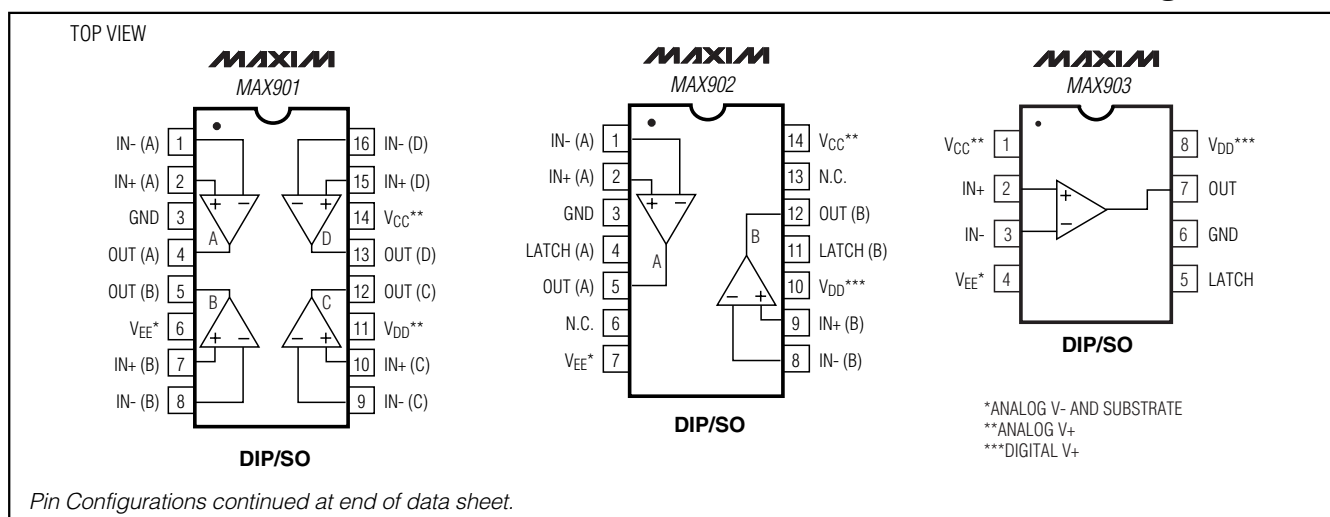 TOP VIEW
MAXIM
MAX901
IN- (A) 1
IN+ (A) 2
GND 3
OUT (A) 4
OUT (B) 5
VEE* 6
IN+ (B) 7
IN- (B) 8
16 IN- (D)
15 IN+ (D)
14 VCC**
13 OUT (D)
12 OUT (C)
11 VDD**
10 IN+ (C)
9 IN- (C)
+ −
A
+
−
D
B
+ −
C
− +
DIP/SO
MAXIM
MAX902
IN- (A) 1
IN+ (A) 2
GND 3
LATCH (A) 4
OUT (A) 5
N.C. 6
VEE* 7
14 VCC**
13 N.C.
12 OUT (B)
11 LATCH (B)
10 VDD***
9 IN+ (B)
8 IN- (B)
+ −
A
B
− +
DIP/SO
MAXIM
MAX903
VCC** 1
IN+ 2
IN- 3
VEE* 4
8 VDD***
7 OUT
6 GND
5 LATCH
+
−
DIP/SO
*ANALOG V- AND SUBSTRATE
**ANALOG V+
***DIGITAL V+
Pin Configurations continued at end of data sheet.